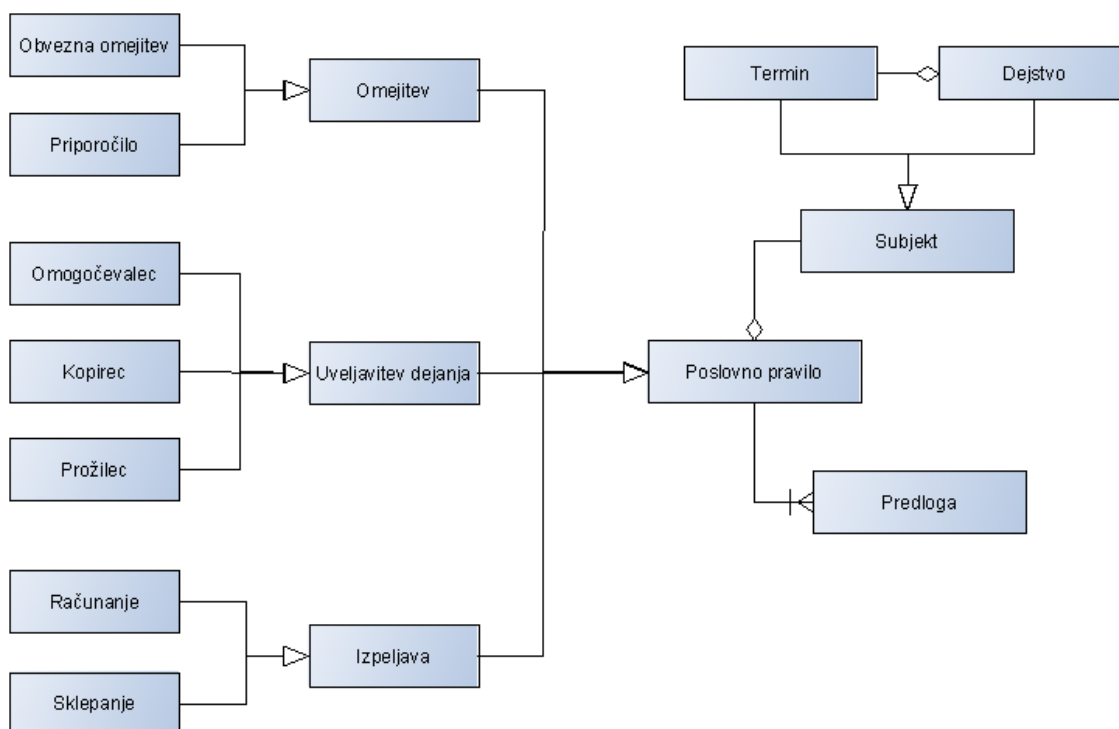 Obvezna omejitev
Priporočilo
Omejitev
Termin
Dejstvo
Subjekt
Omogočevalec
Kopirec
Prožilec
Uveljavitev dejanja
Poslovno pravilo
Predloga
Računanje
Sklepanje
Izpeljava